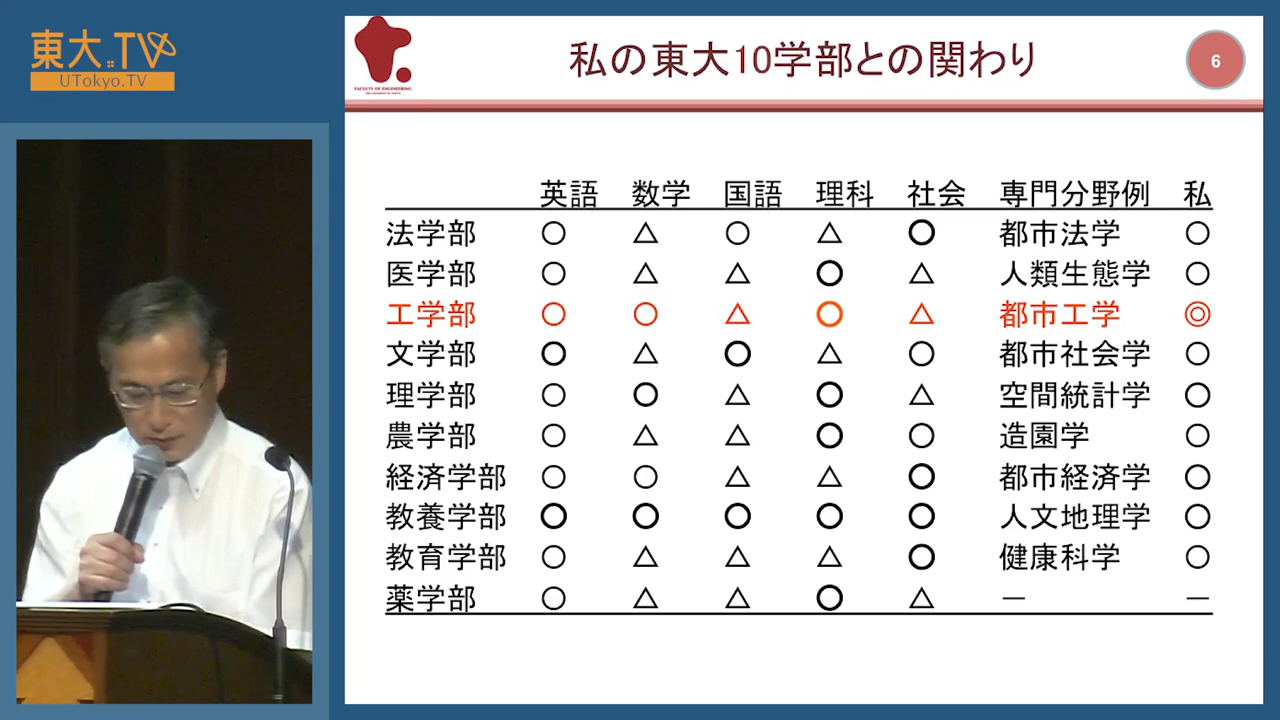 東大.TV
UTokyo.TV
FACULTY OF ENGINEERING
私の東大10学部との関わり
6
英語 数学 国語 理科 社会 専門分野例 私
法学部 ○ △ ○ △ ○ 都市法学 ○
医学部 ○ △ △ ○ △ 人類生態学 ○
工学部 ○ ○ △ ○ △ 都市工学 ◎
文学部 ○ △ ○ △ ○ 都市社会学 ○
理学部 ○ ○ △ ○ △ 空間統計学 ○
農学部 ○ △ △ ○ ○ 造園学 ○
経済学部 ○ ○ △ △ ○ 都市経済学 ○
教養学部 ○ ○ ○ ○ ○ 人文地理学 ○
教育学部 ○ △ △ △ ○ 健康科学 ○
薬学部 ○ △ △ ○ △ － －